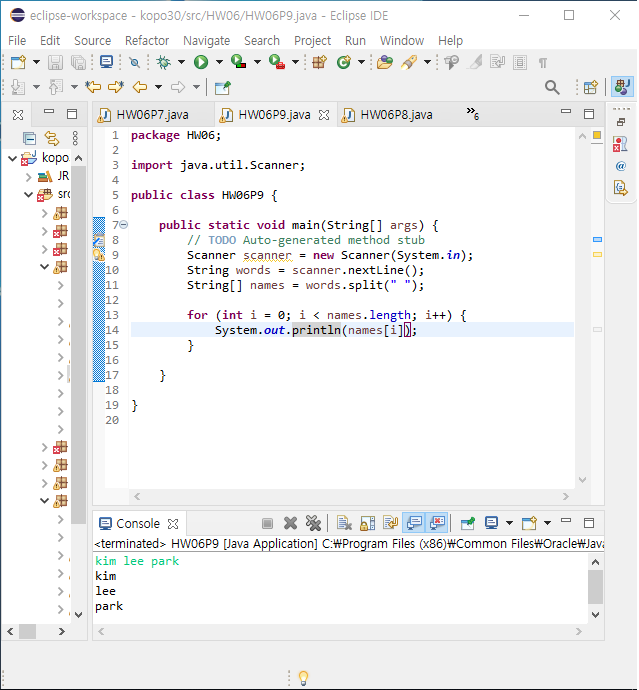 eclipse-workspace - kopo30/src/HW06/HW06P9.java - Eclipse IDE
File Edit Source Refactor Navigate Search Project Run Window Help
HW06P7.java HW06P9.java HW06P8.java »6
kopo
JR
src
1 package HW06;
2
3 import java.util.Scanner;
4
5 public class HW06P9 {
6
7 public static void main(String[] args) {
8 // TODO Auto-generated method stub
9 Scanner scanner = new Scanner(System.in);
10 String words = scanner.nextLine();
11 String[] names = words.split(" ");
12
13 for (int i = 0; i < names.length; i++) {
14 System.out.println(names[i]);
15 }
16
17 }
18
19 }
20
Console
<terminated> HW06P9 [Java Application] C:₩Program Files (x86)₩Common Files₩Oracle₩Java
kim lee park
kim
lee
park